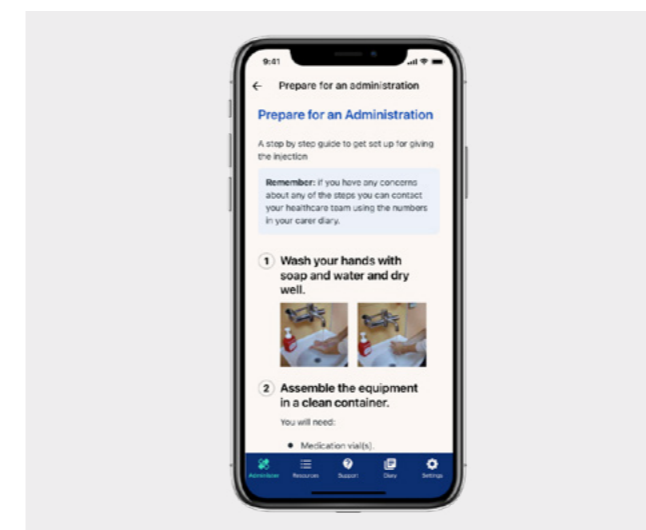 9:41
Prepare for an administration
Prepare for an Administration
A step by step guide to get set up for giving
the injection
Remember: if you have any concerns
about any of the steps you can contact
your healthcare team using the numbers
in your carer diary.
1 Wash your hands with
soap and water and dry
well.
2 Assemble the equipment
in a clean container.
You will need:
• Medication vial(s).
Administer Resources Support Diary Settings